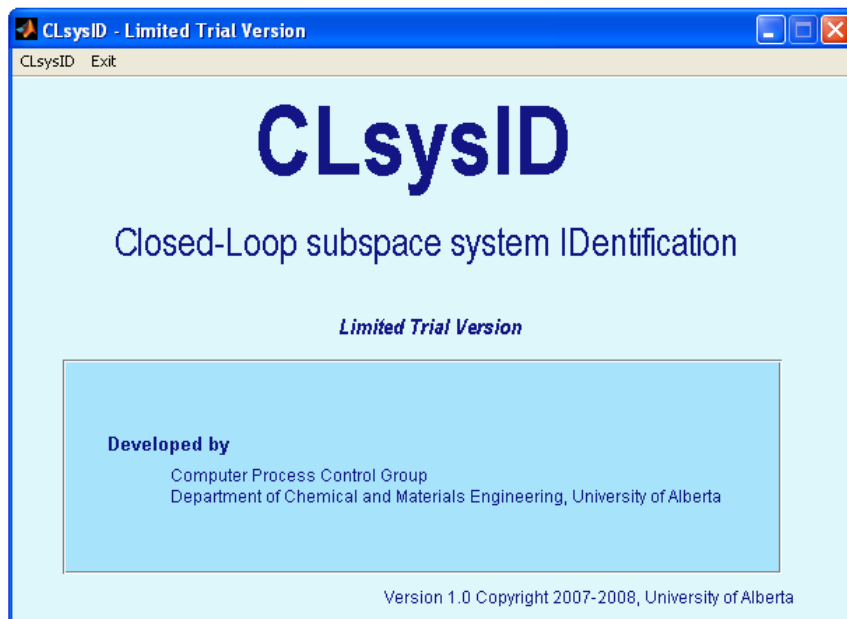 CLsysID - Limited Trial Version
CLsysID Exit
CLsysID
Closed-Loop subspace system IDentification
Limited Trial Version
Developed by
Computer Process Control Group
Department of Chemical and Materials Engineering, University of Alberta
Version 1.0 Copyright 2007-2008, University of Alberta